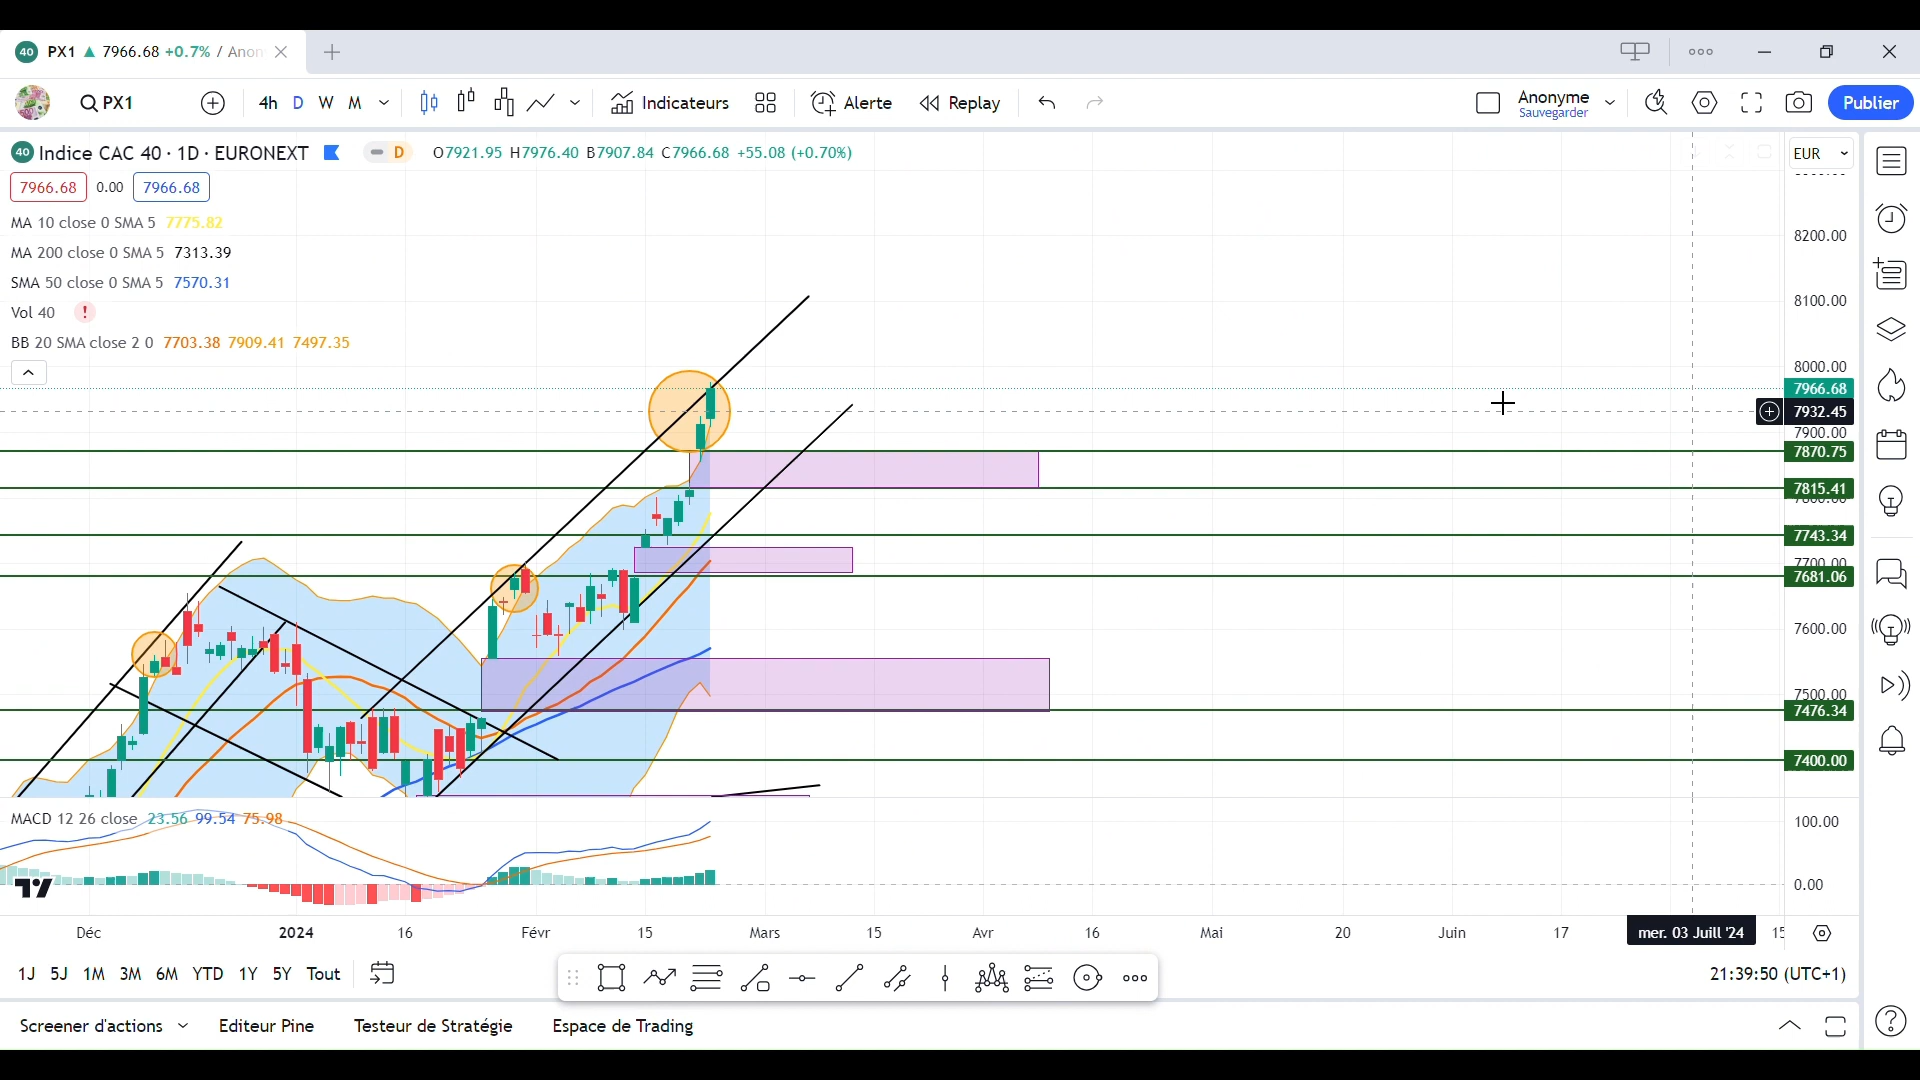 40 PX1 ▲ 7966.68 +0.7% / Anon
PX1 4h D W M Indicateurs Alerte Replay Anonyme Sauvegarder Publier
40 Indice CAC 40 · 1D · EURONEXT D O7921.95 H7976.40 B7907.84 C7966.68 +55.08 (+0.70%) EUR
7966.68 0.00 7966.68
MA 10 close 0 SMA 5 7775.82
MA 200 close 0 SMA 5 7313.39
SMA 50 close 0 SMA 5 7570.31
Vol 40 !
BB 20 SMA close 2 0 7703.38 7909.41 7497.35
8200.00
8100.00
8000.00
7966.68
7932.45
7900.00
7870.75
7815.41
7743.34
7700.00
7681.06
7600.00
7500.00
7476.34
7400.00
MACD 12 26 close 23.56 99.54 75.98
100.00
0.00
Déc 2024 16 Févr 15 Mars 15 Avr 16 Mai 20 Juin 17 mer. 03 Juill '24 15
1J 5J 1M 3M 6M YTD 1Y 5Y Tout 21:39:50 (UTC+1)
Screener d'actions Editeur Pine Testeur de Stratégie Espace de Trading